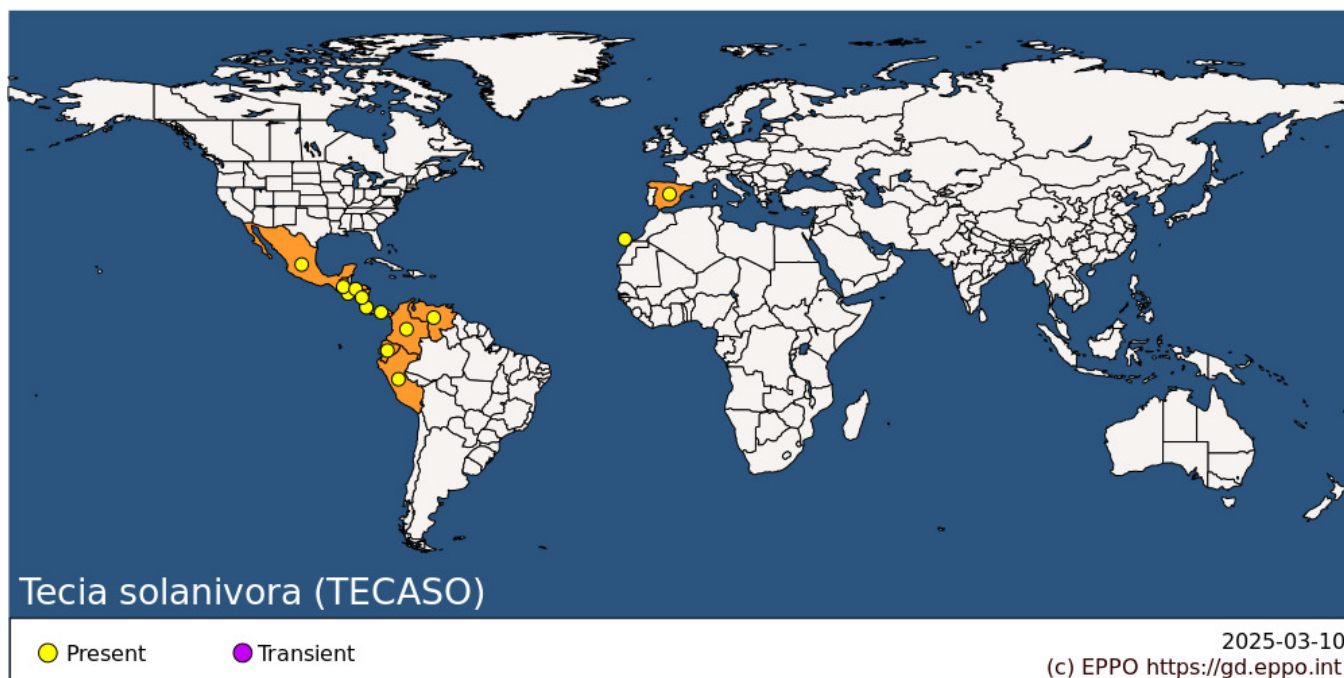 Tecia solanivora (TECASO)
Present
Transient
2025-03-10
(c) EPPO https://gd.eppo.int